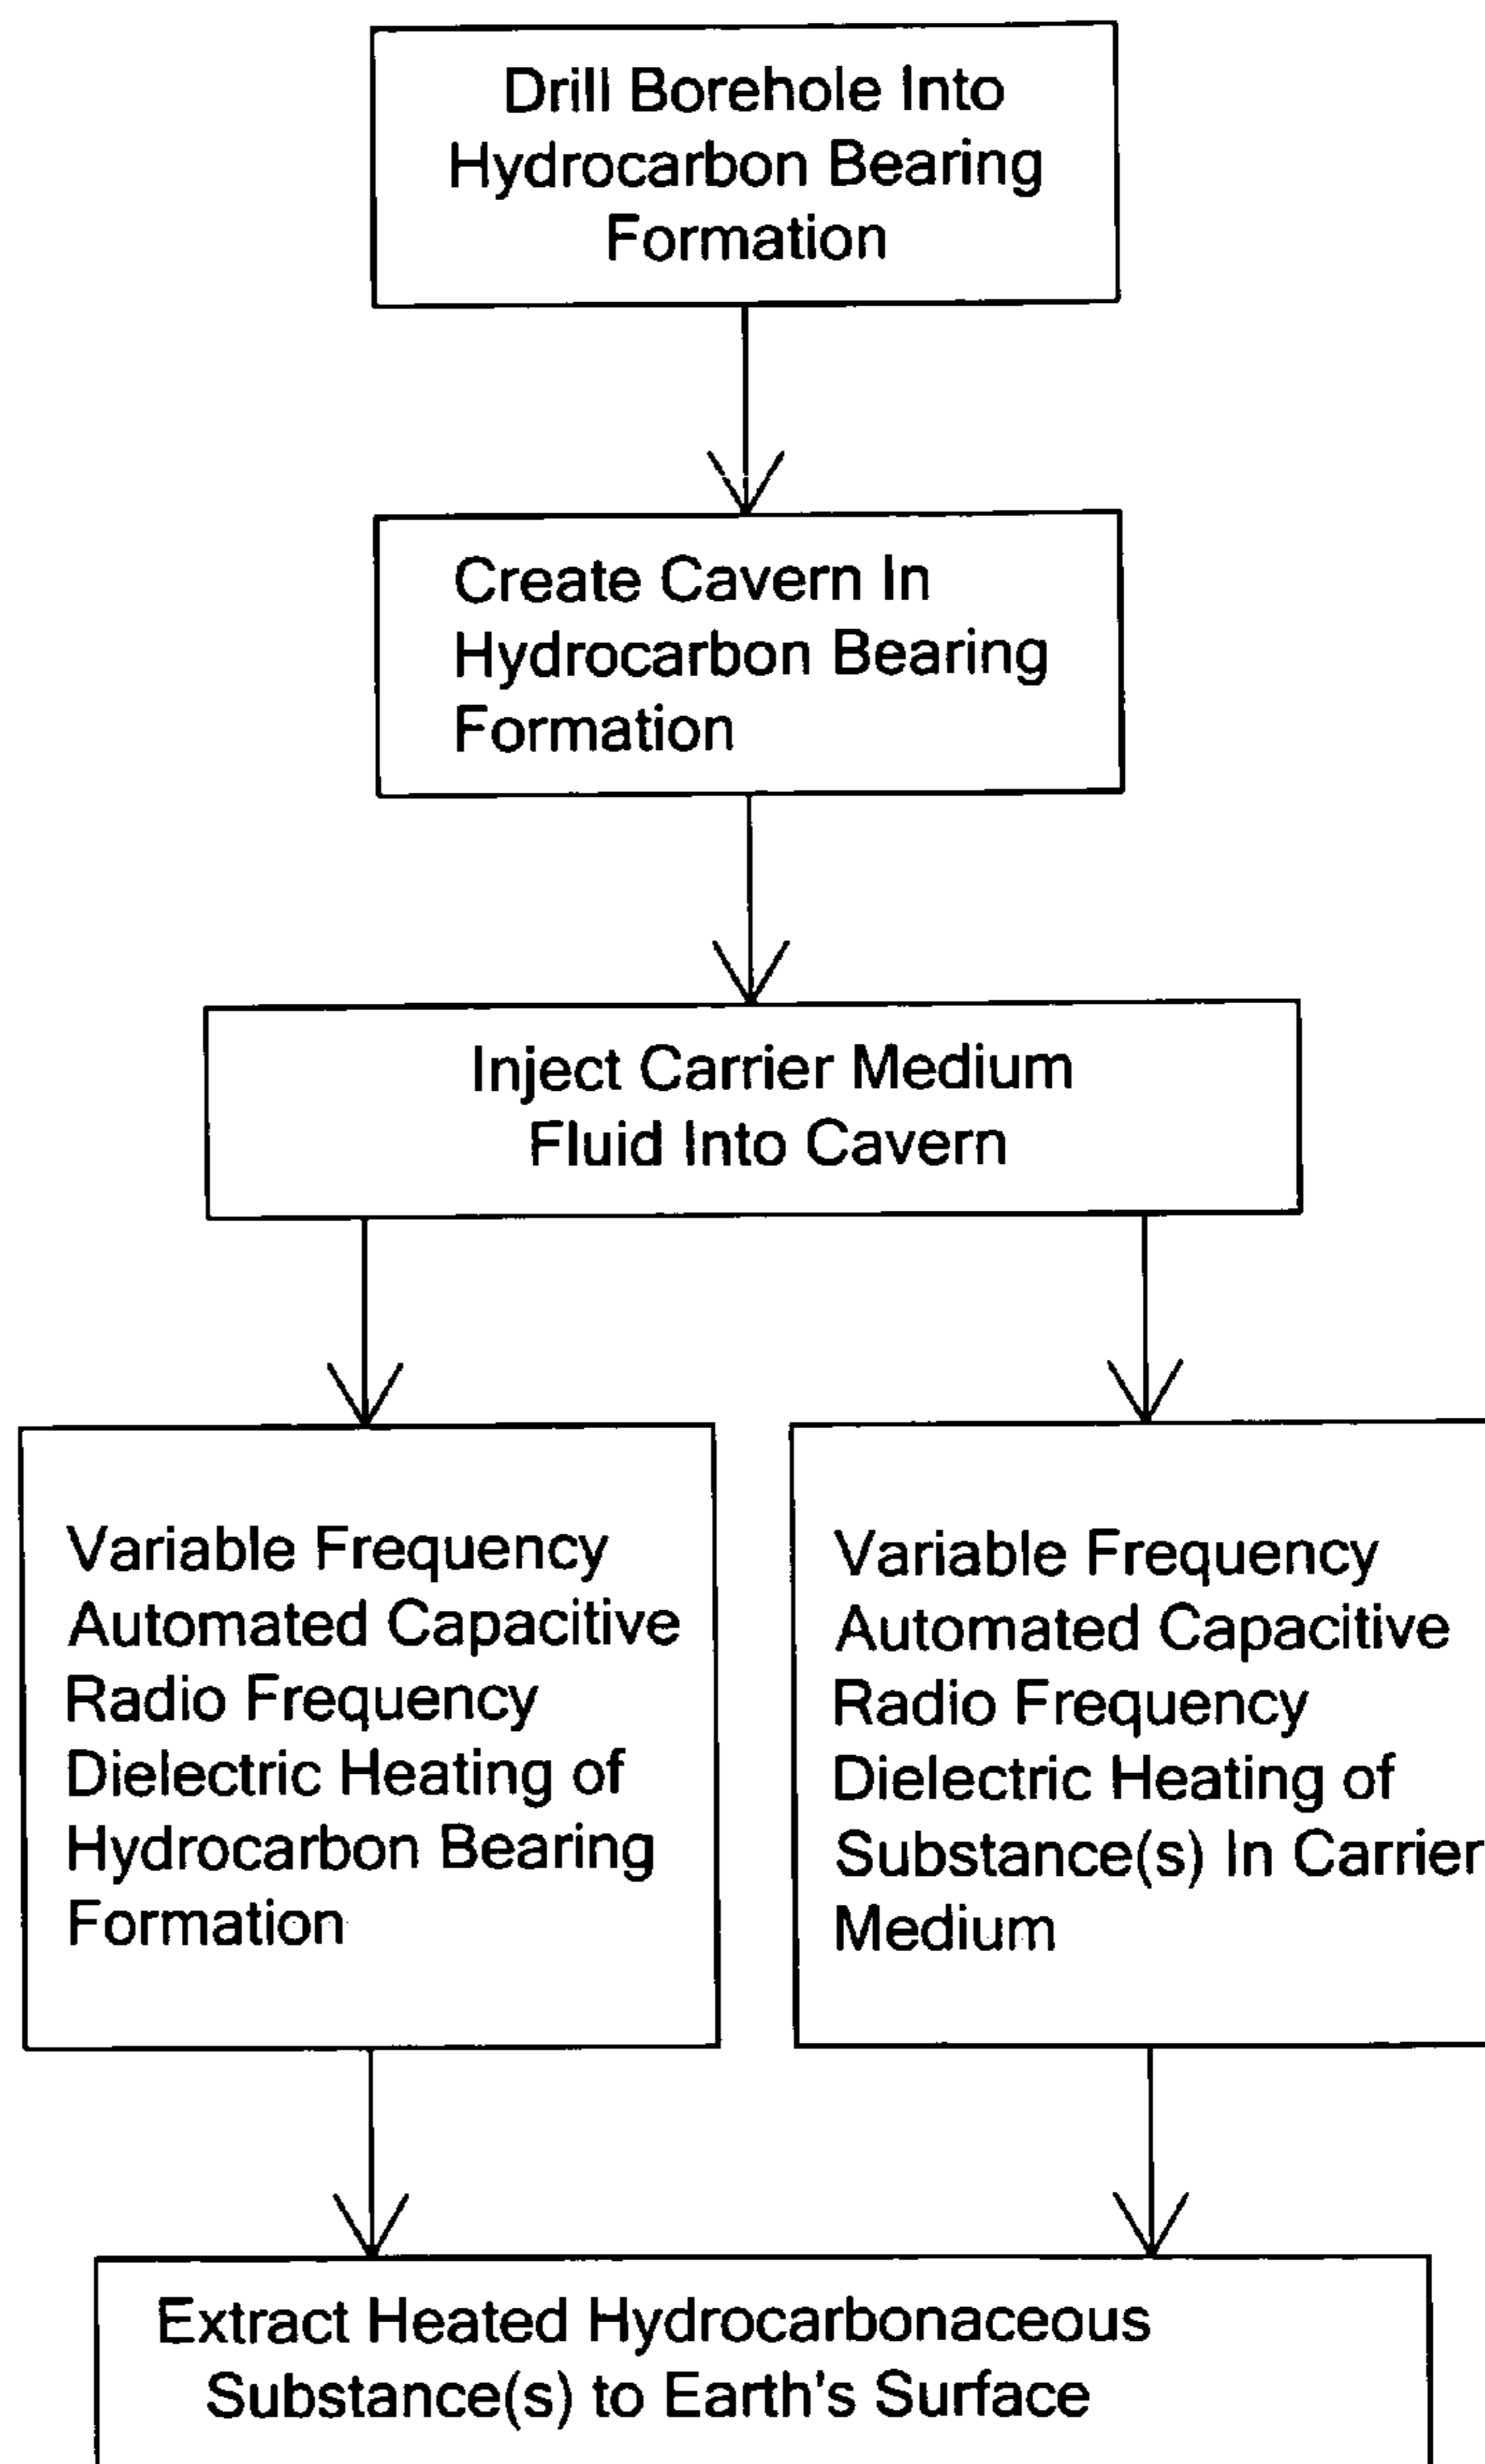 Drill Borehole Into
Hydrocarbon Bearing
Formation
Create Cavern In
Hydrocarbon Bearing
Formation
Inject Carrier Medium
Fluid Into Cavern
Variable Frequency
Automated Capacitive
Radio Frequency
Dielectric Heating of
Hydrocarbon Bearing
Formation
Variable Frequency
Automated Capacitive
Radio Frequency
Dielectric Heating of
Substance(s) In Carrier
Medium
Extract Heated Hydrocarbonaceous
Substance(s) to Earth's Surface